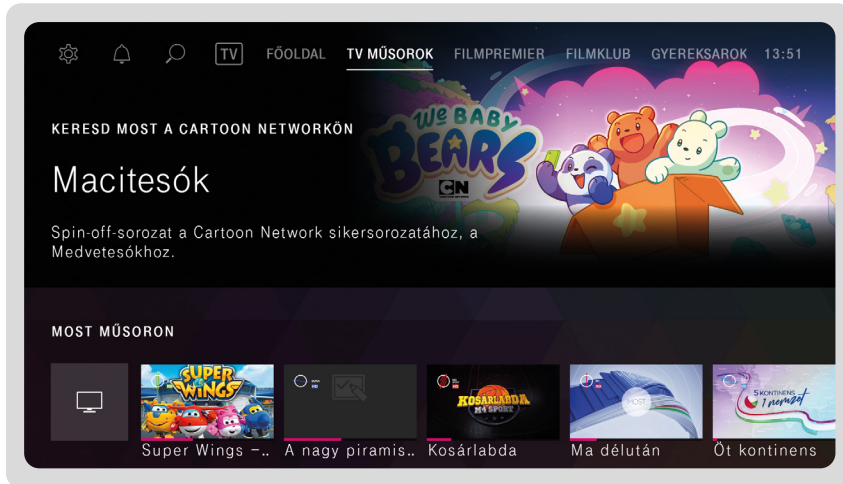 TV FŐOLDAL TV MŰSOROK FILMPREMIER FILMKLUB GYEREKSAROK 13:51
WE BABY
BEARS
CN
KERESD MOST A CARTOON NETWORKÖN
Macitesók
Spin-off-sorozat a Cartoon Network sikersorozatához, a
Medvetesókhoz.
MOST MŰSORON
SUPER
WINGS
KOSÁRLABDA
M4 SPORT
5 KONTINENS
1 nemzet
Super Wings –.. A nagy piramis.. Kosárlabda Ma délután Öt kontinens